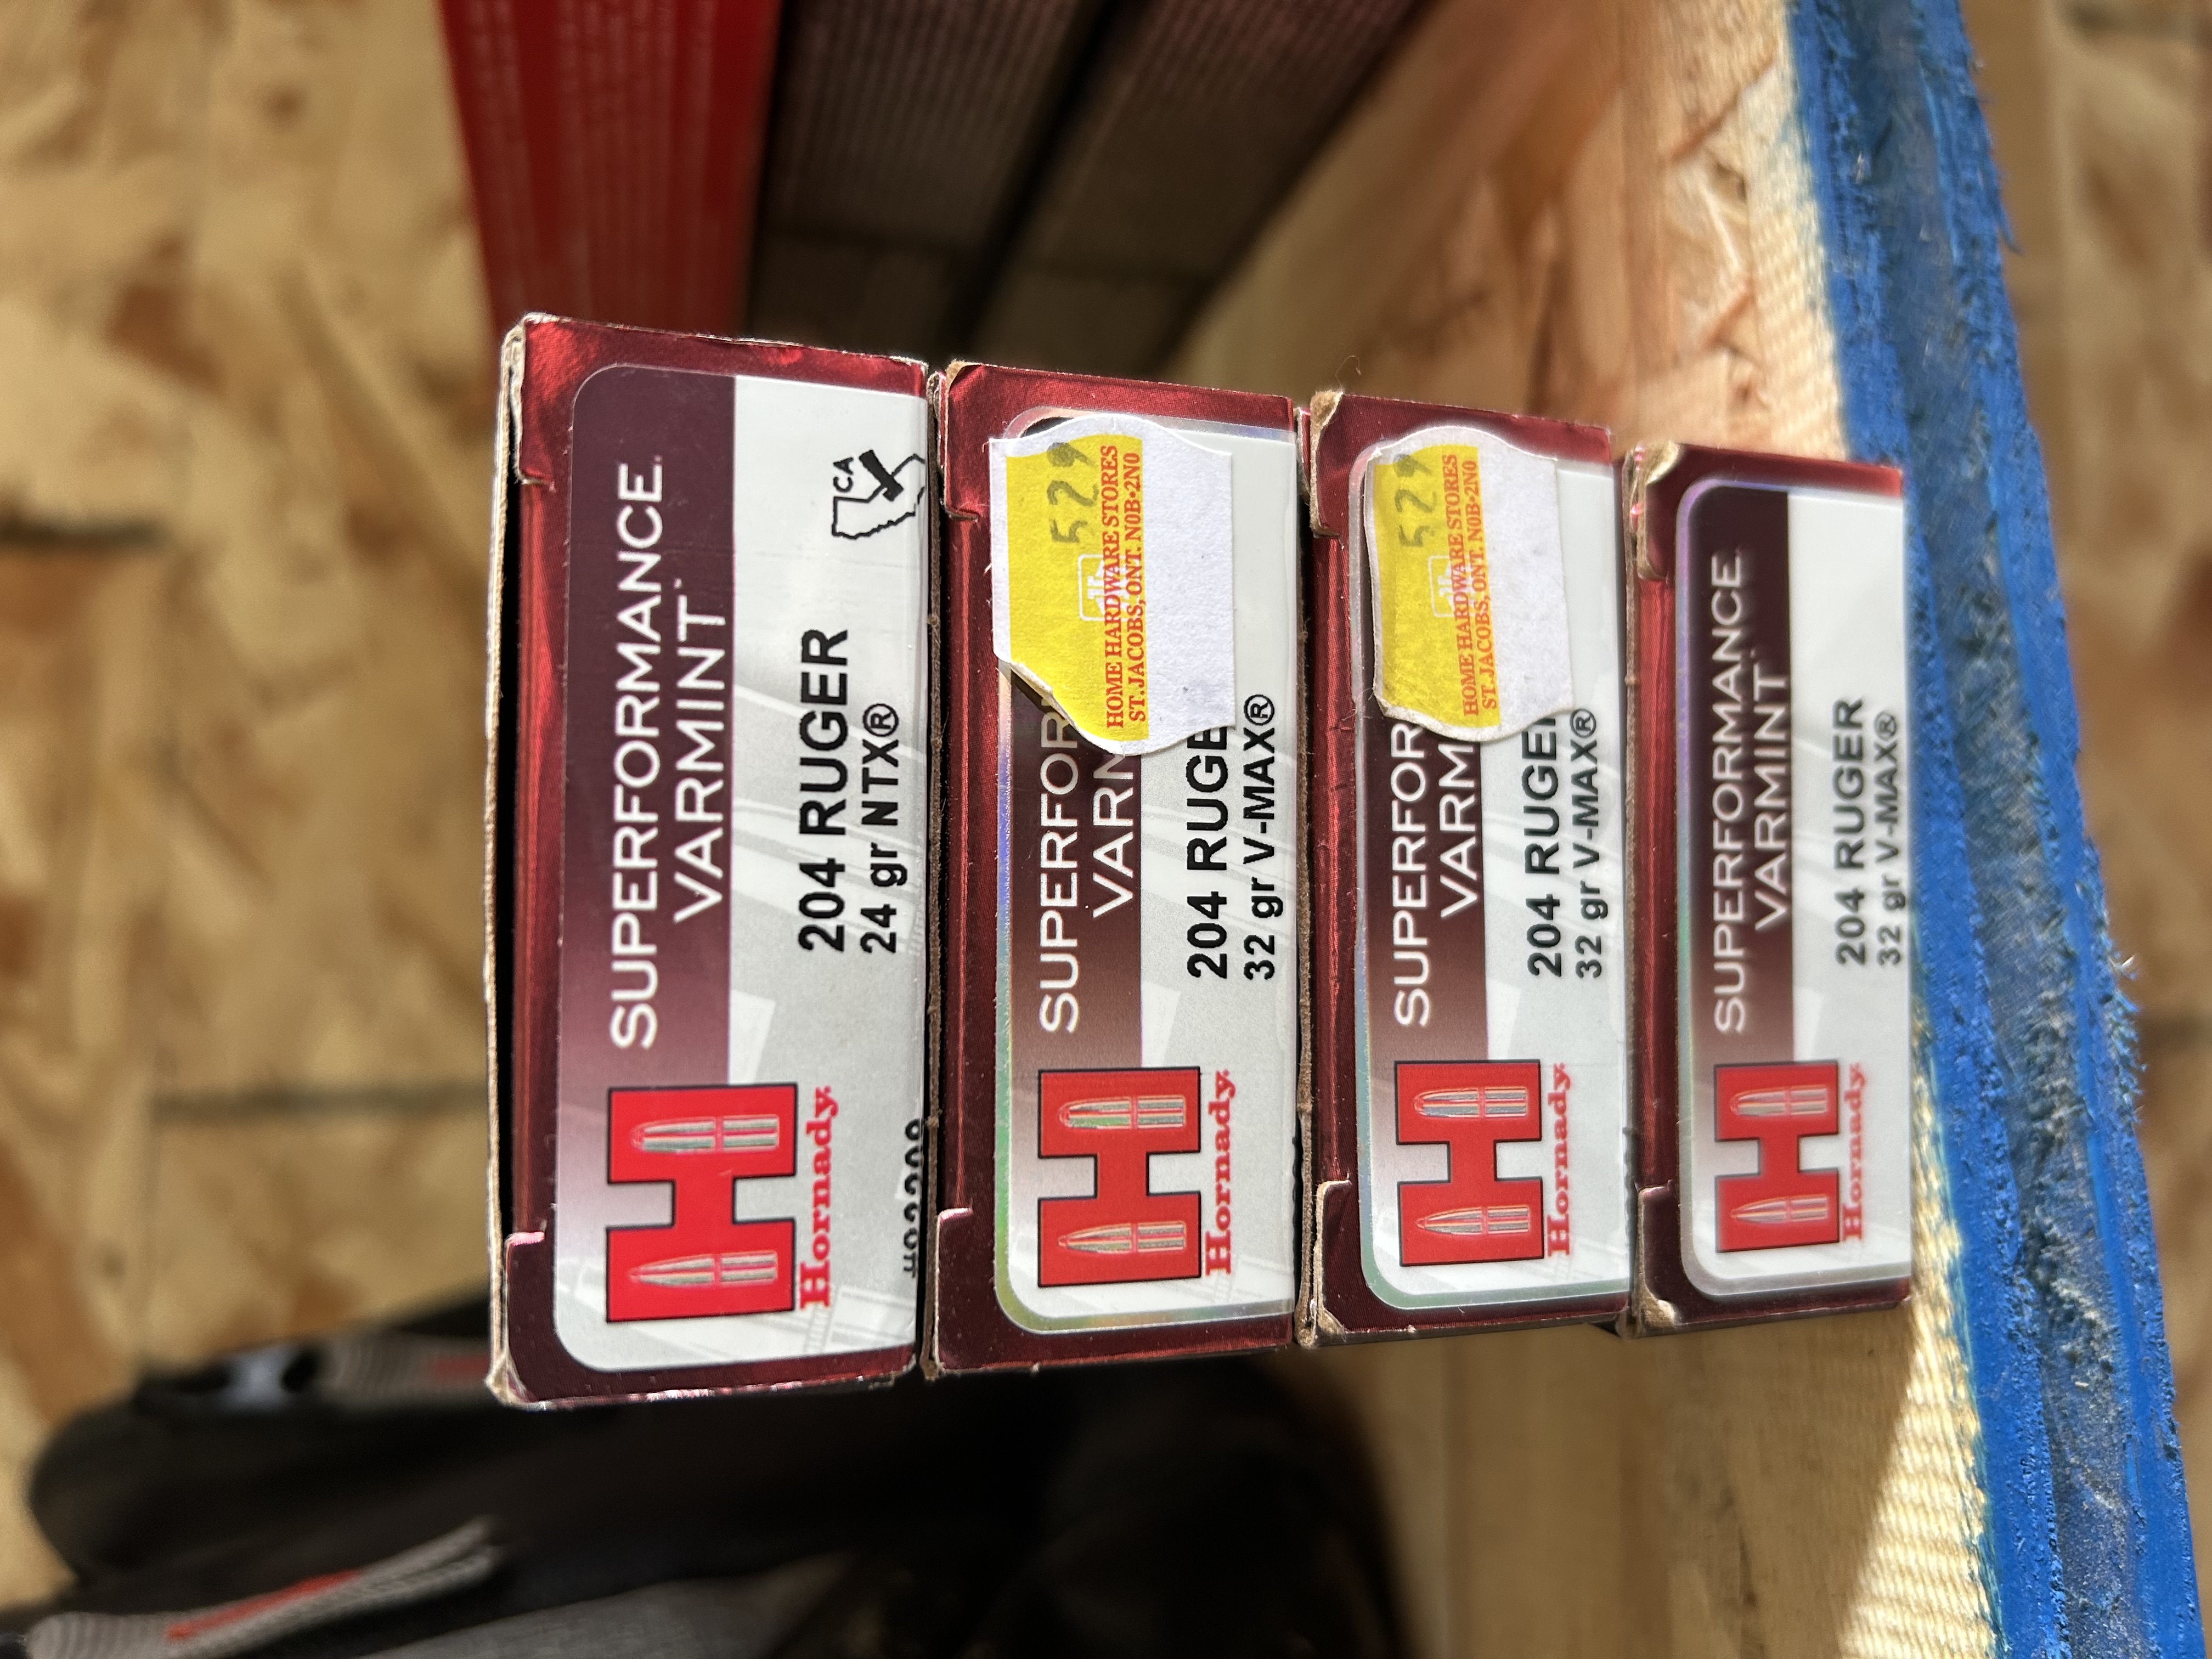 SUPERFORMANCE
VARMINT
CA
204 RUGER
24 gr NTX®
Hornady
529
HOME HARDWARE STORES
ST. JACOBS, ONT. N0B•2N0
SUPERFOR
VARM
204 RUGE
32 gr V-MAX®
Hornady
529
HOME HARDWARE STORES
ST. JACOBS, ONT. N0B•2N0
SUPERFOR
VARM
204 RUGER
32 gr V-MAX®
Hornady
SUPERFORMANCE
VARMINT
204 RUGER
32 gr V-MAX®
Hornady